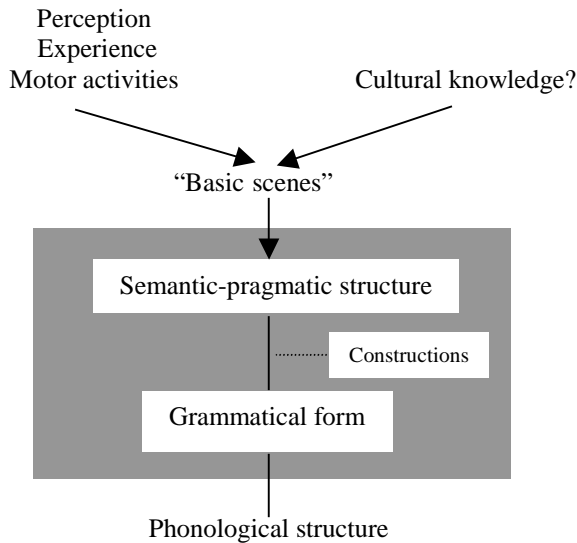 Perception
Experience
Motor activities
Cultural knowledge?
“Basic scenes”
Semantic-pragmatic structure
Constructions
Grammatical form
Phonological structure